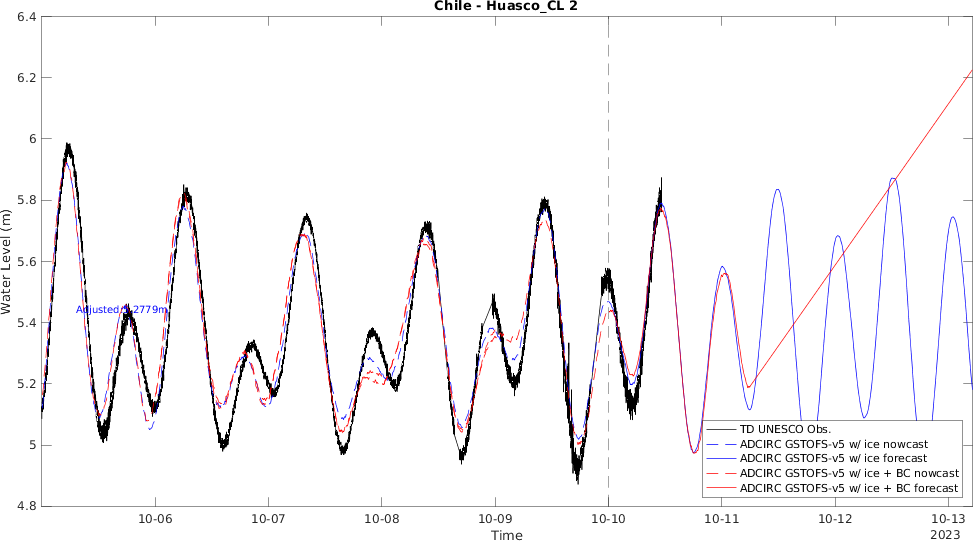 Chile - Huasco_CL 2
6.4
6.2
6
5.8
5.6
5.4
5.2
5
4.8
Water Level (m)
10-06
10-07
10-08
10-09
10-10
10-11
10-12
10-13
2023
Time
TD UNESCO Obs.
ADCIRC GSTOFS-v5 w/ ice nowcast
ADCIRC GSTOFS-v5 w/ ice forecast
ADCIRC GSTOFS-v5 w/ ice + BC nowcast
ADCIRC GSTOFS-v5 w/ ice + BC forecast